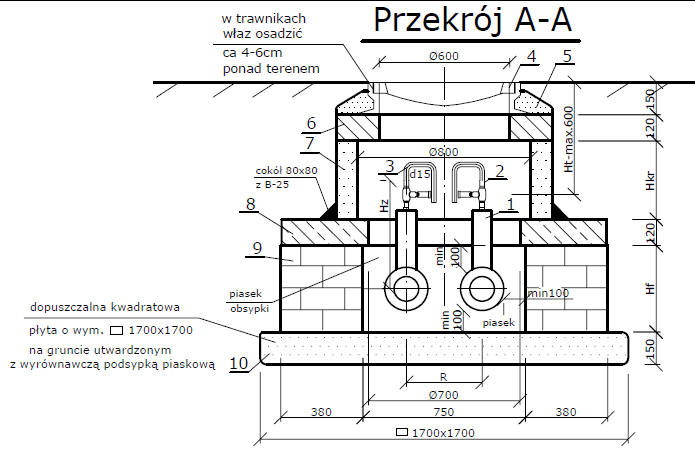 Przekrój A-A
w trawnikach
właz osadzić
ca 4-6cm
ponad terenem
Ø600
4
5
6
7
Ø800
3
d15
2
cokół 80x80
z B-25
Hz
1
8
9
min
100
piasek
obsypki
min100
min
100
piasek
dopuszczalna kwadratowa
płyta o wym. □ 1700x1700
na gruncie utwardzonym
z wyrównawczą podsypką piaskową
10
R
Ø700
380
750
380
□ 1700x1700
Ht-max.600
150
120
Hkr
120
Hf
150